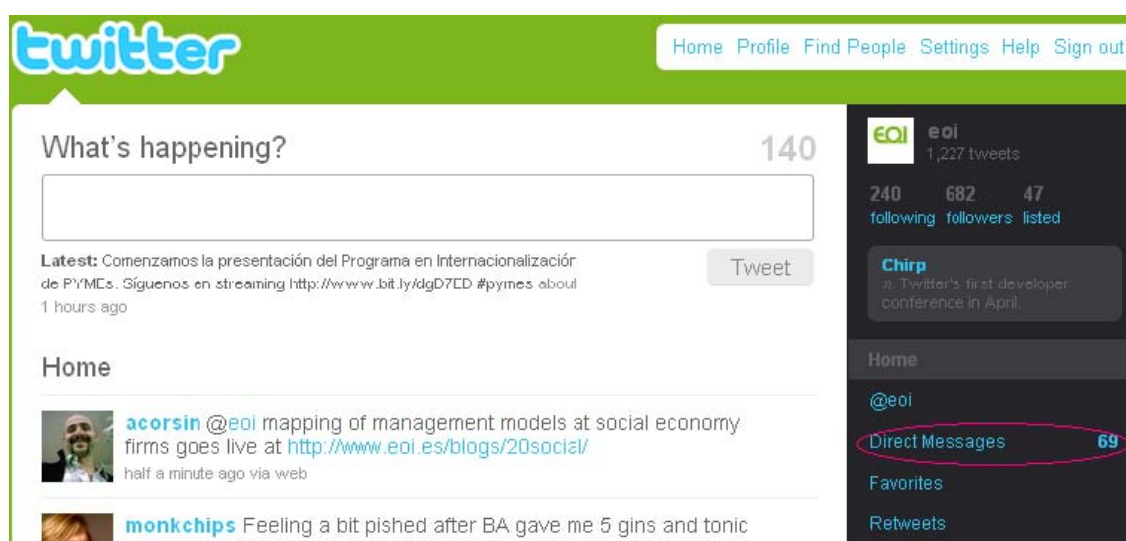 twitter
Home Profile Find People Settings Help Sign out
What's happening?
140
Latest: Comenzamos la presentación del Programa en Internacionalización
de PYMEs. Síguenos en streaming http://www.bit.ly/dgD7ED #pymes about
1 hours ago
Tweet
Home
acorsin @eoi mapping of management models at social economy
firms goes live at http://www.eoi.es/blogs/20social/
half a minute ago via web
monkchips Feeling a bit pished after BA gave me 5 gins and tonic
EOI
eoi
1,227 tweets
240 682 47
following followers listed
Chirp
n. Twitter's first developer
conference in April.
Home
@eoi
Direct Messages 69
Favorites
Retweets